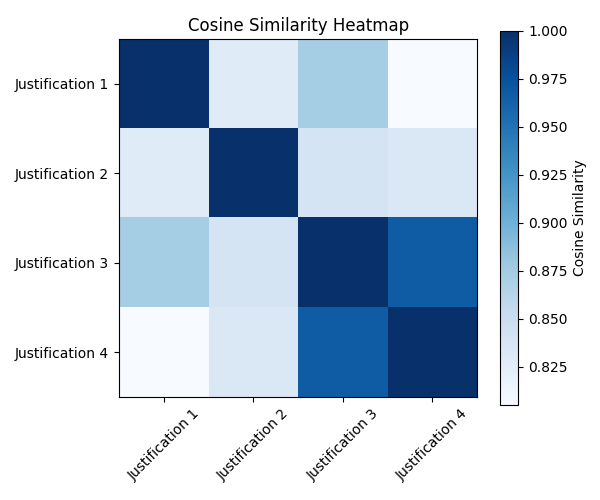 Cosine Similarity Heatmap
Justification 1
Justification 2
Justification 3
Justification 4
Justification 1
Justification 2
Justification 3
Justification 4
1.000
0.975
0.950
0.925
0.900
0.875
0.850
0.825
Cosine Similarity